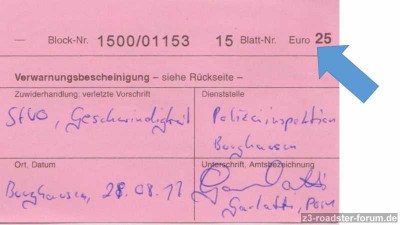 Block-Nr. 1500/01153 15 Blatt-Nr. Euro 25
Verwarnungsbescheinigung – siehe Rückseite –
Zuwiderhandlung, verletzte Vorschrift
StVO, Geschwindigkeit
Dienststelle
Polizeiinspektion
Burghausen
Ort. Datum
Burghausen, 28.08.11
Unterschrift. Amtsbezeichnung
z3-roadster-forum.de